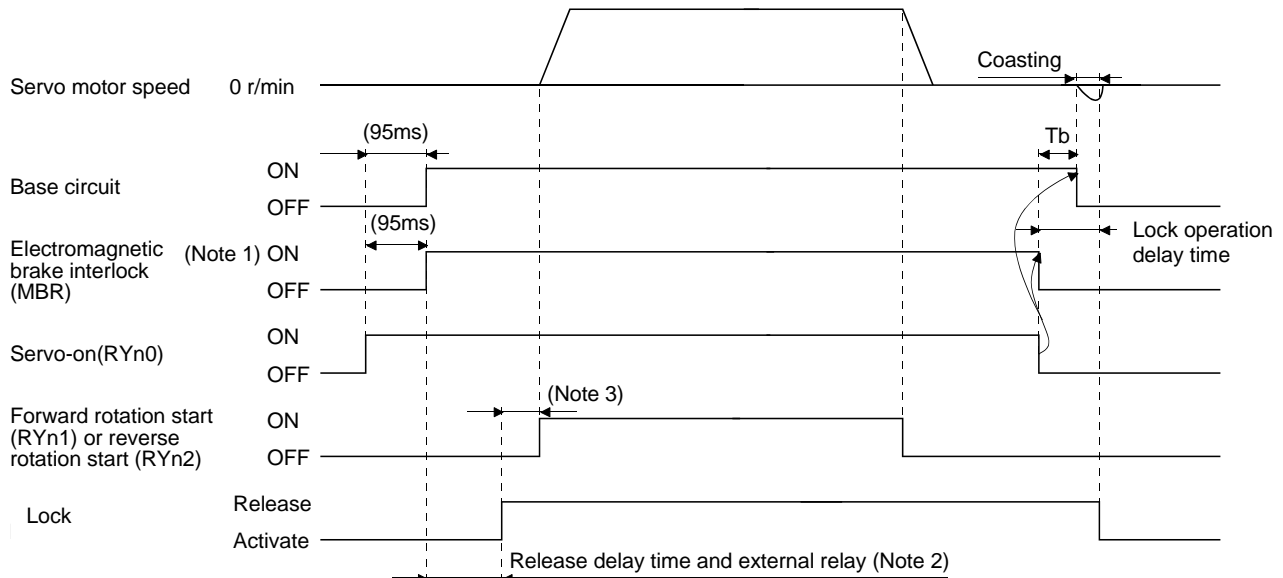 Coasting
Servo motor speed 0 r/min
(95ms)
Tb
ON
Base circuit
OFF
(95ms)
Lock operation
delay time
Electromagnetic
brake interlock
(MBR)
(Note 1) ON
OFF
ON
Servo-on(RYn0)
OFF
(Note 3)
Forward rotation start
(RYn1) or reverse
rotation start (RYn2)
ON
OFF
Lock
Release
Activate
Release delay time and external relay (Note 2)